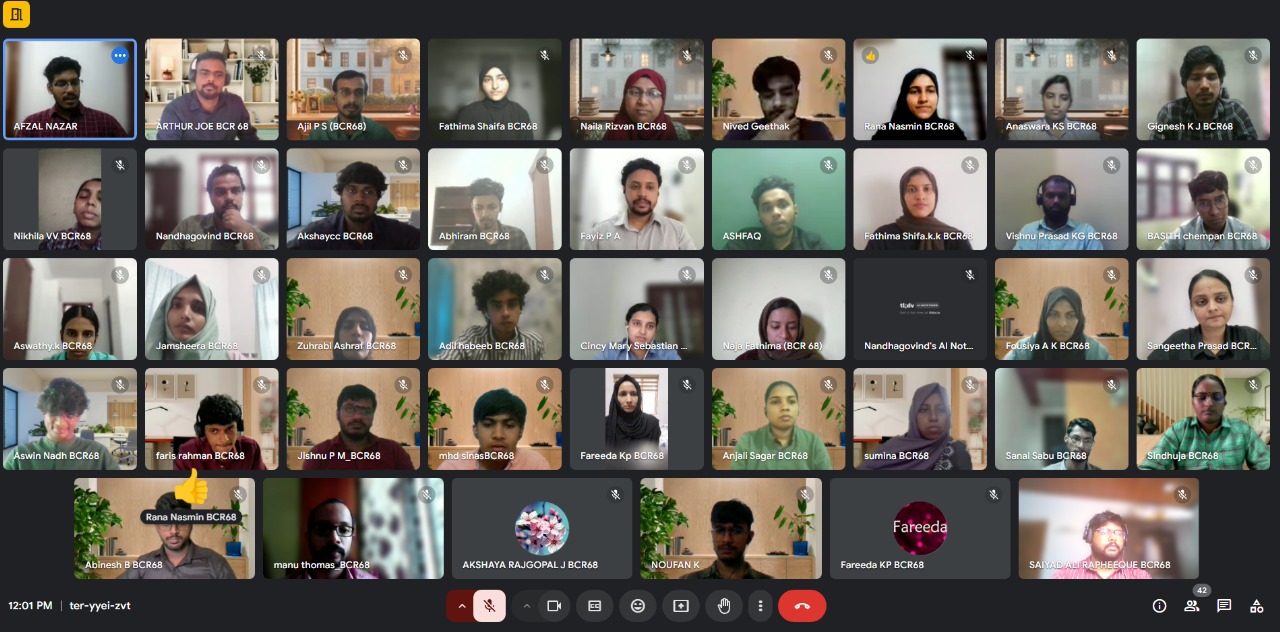 AFZAL NAZAR
ARTHUR JOE BCR 68
Ajil P S (BCR68)
Fathima Shaifa BCR68
Naila Rizvan BCR68
Nived Geethak
Rana Nasmin BCR68
Anaswara KS BCR68
Gignesh K J BCR68
Nikhila VV BCR68
Nandhagovind BCR68
Akshaycc BCR68
Abhiram BCR68
Fayiz P A
ASHFAQ
Fathima Shifa.k.k BCR68
Vishnu Prasad KG BCR68
BASITH chempan BCR68
Aswathy.k BCR68
Jamsheera BCR68
Zuhrabi Ashraf BCR68
Adil habeeb BCR68
Cincy Mary Sebastian ...
Naja Fathima (BCR 68)
tl;dv
Nandhagovind's AI Not...
Fousiya A K BCR68
Sangeetha Prasad BCR...
Aswin Nadh BCR68
faris rahman BCR68
Jishnu P M_BCR68
mhd sinasBCR68
Fareeda Kp BCR68
Anjali Sagar BCR68
sumina BCR68
Sanal Sabu BCR68
Sindhuja BCR68
Rana Nasmin BCR68
Abinesh B BCR68
manu thomas_BCR68
AKSHAYA RAJGOPAL J BCR68
NOUFAN K
Fareeda
Fareeda KP BCR68
SAIYAD ALI RAPHEEQUE BCR68
12:01 PM | ter-yyei-zvt
42